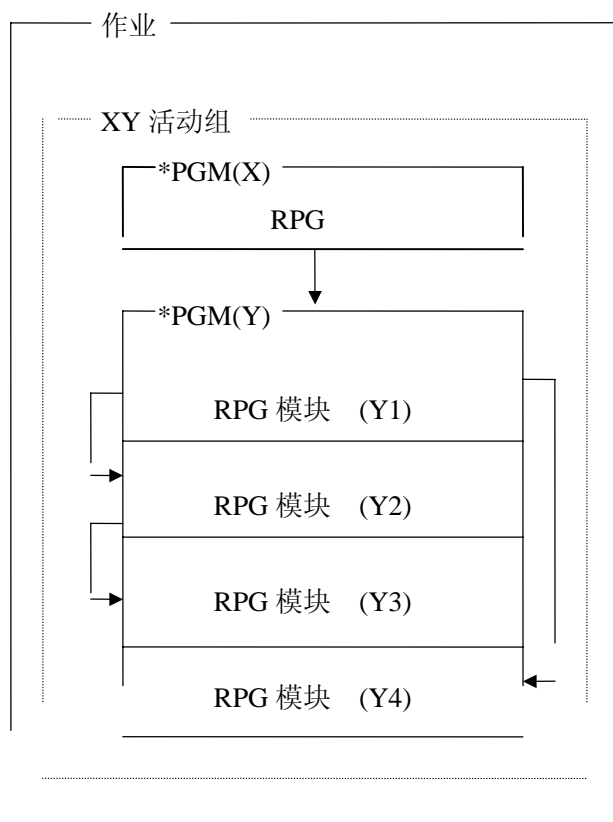 作业
XY 活动组
*PGM(X)
RPG
*PGM(Y)
RPG 模块 (Y1)
RPG 模块 (Y2)
RPG 模块 (Y3)
RPG 模块 (Y4)